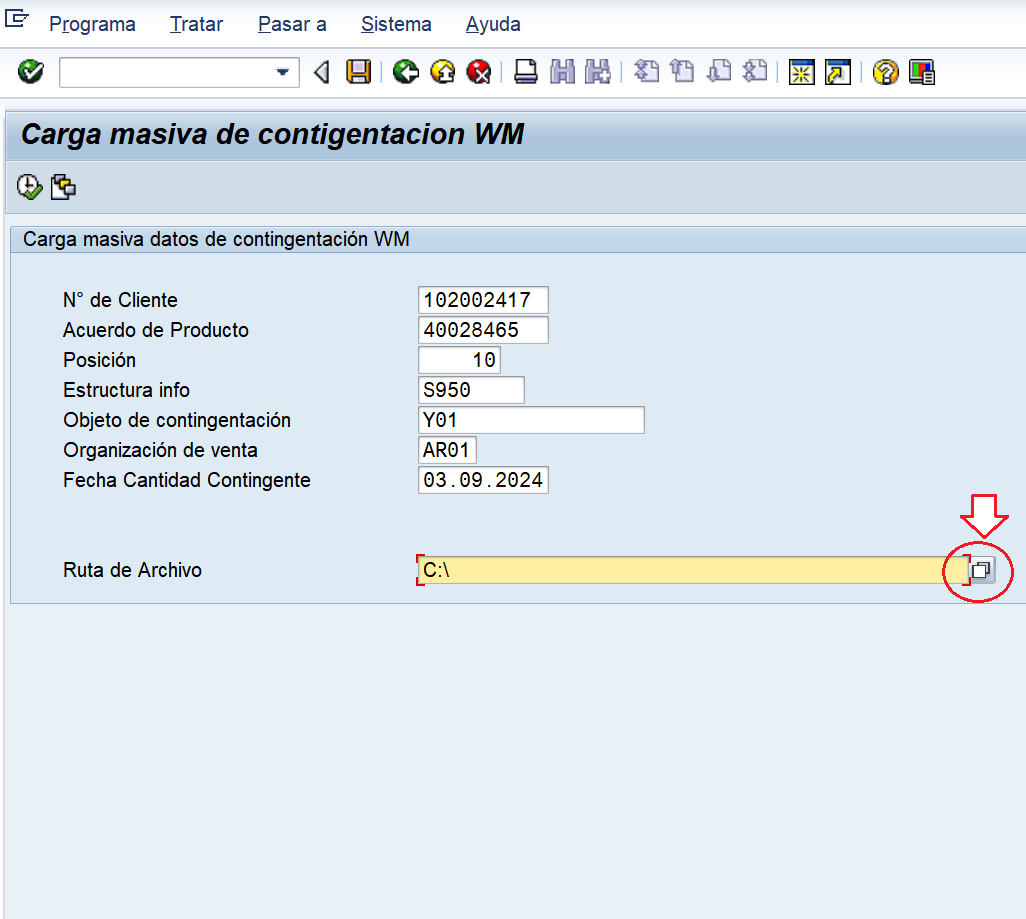 Programa Tratar Pasar a Sistema Ayuda
Carga masiva de contigentacion WM
Carga masiva datos de contingentación WM
N° de Cliente 102002417
Acuerdo de Producto 40028465
Posición 10
Estructura info S950
Objeto de contingentación Y01
Organización de venta AR01
Fecha Cantidad Contingente 03.09.2024
Ruta de Archivo C:\